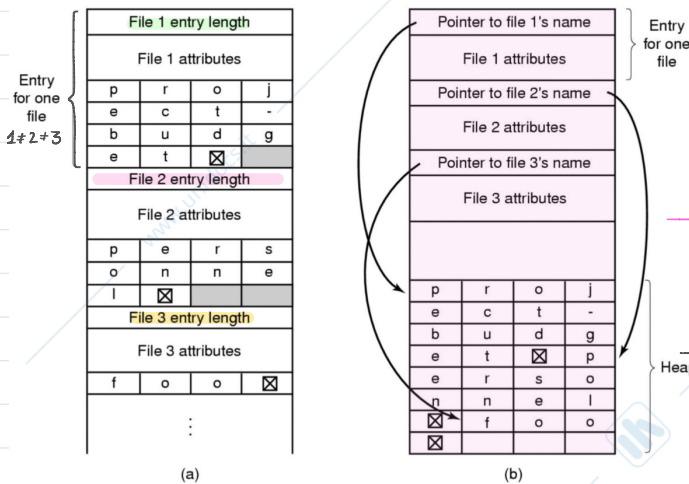 File 1 entry length
File 1 attributes
Entry
for one
file
1≠2≠3
p r o j
e c t -
b u d g
e t ☒
File 2 entry length
File 2 attributes
p e r s
o n n e
l ☒
File 3 entry length
File 3 attributes
f o o ☒
⋮
(a)
Pointer to file 1's name
File 1 attributes
Entry
for one
file
Pointer to file 2's name
File 2 attributes
Pointer to file 3's name
File 3 attributes
p r o j
e c t -
b u d g
e t ☒ p
e r s o
n n e l
☒ f o o
☒
Heap
(b)